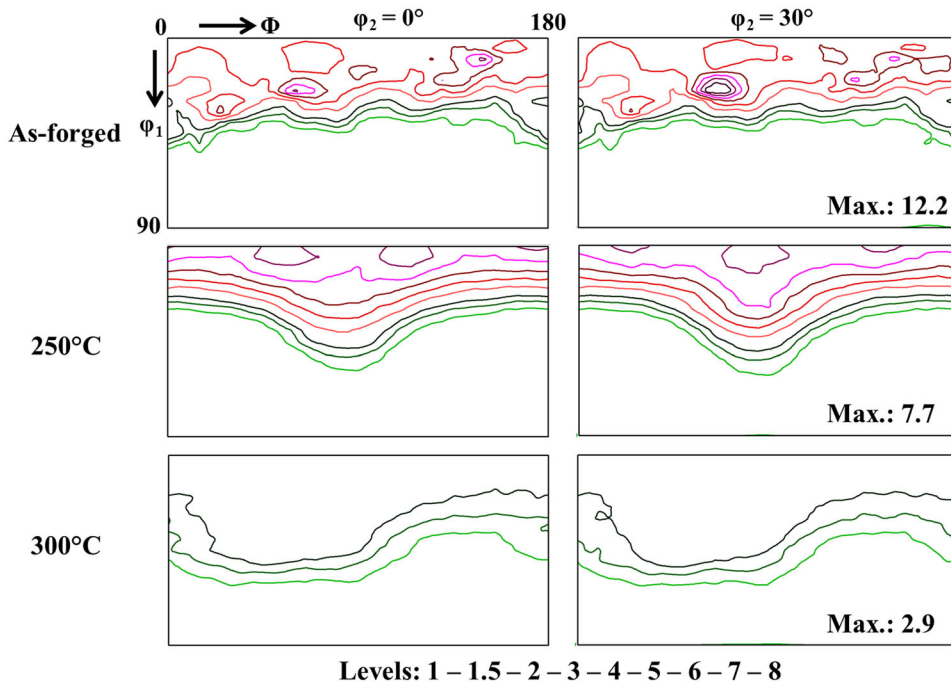 0 Φ φ2 = 0° 180 φ2 = 30°
φ1
As-forged
90 Max.: 12.2
250°C
Max.: 7.7
300°C
Max.: 2.9
Levels: 1 – 1.5 – 2 – 3 – 4 – 5 – 6 – 7 – 8